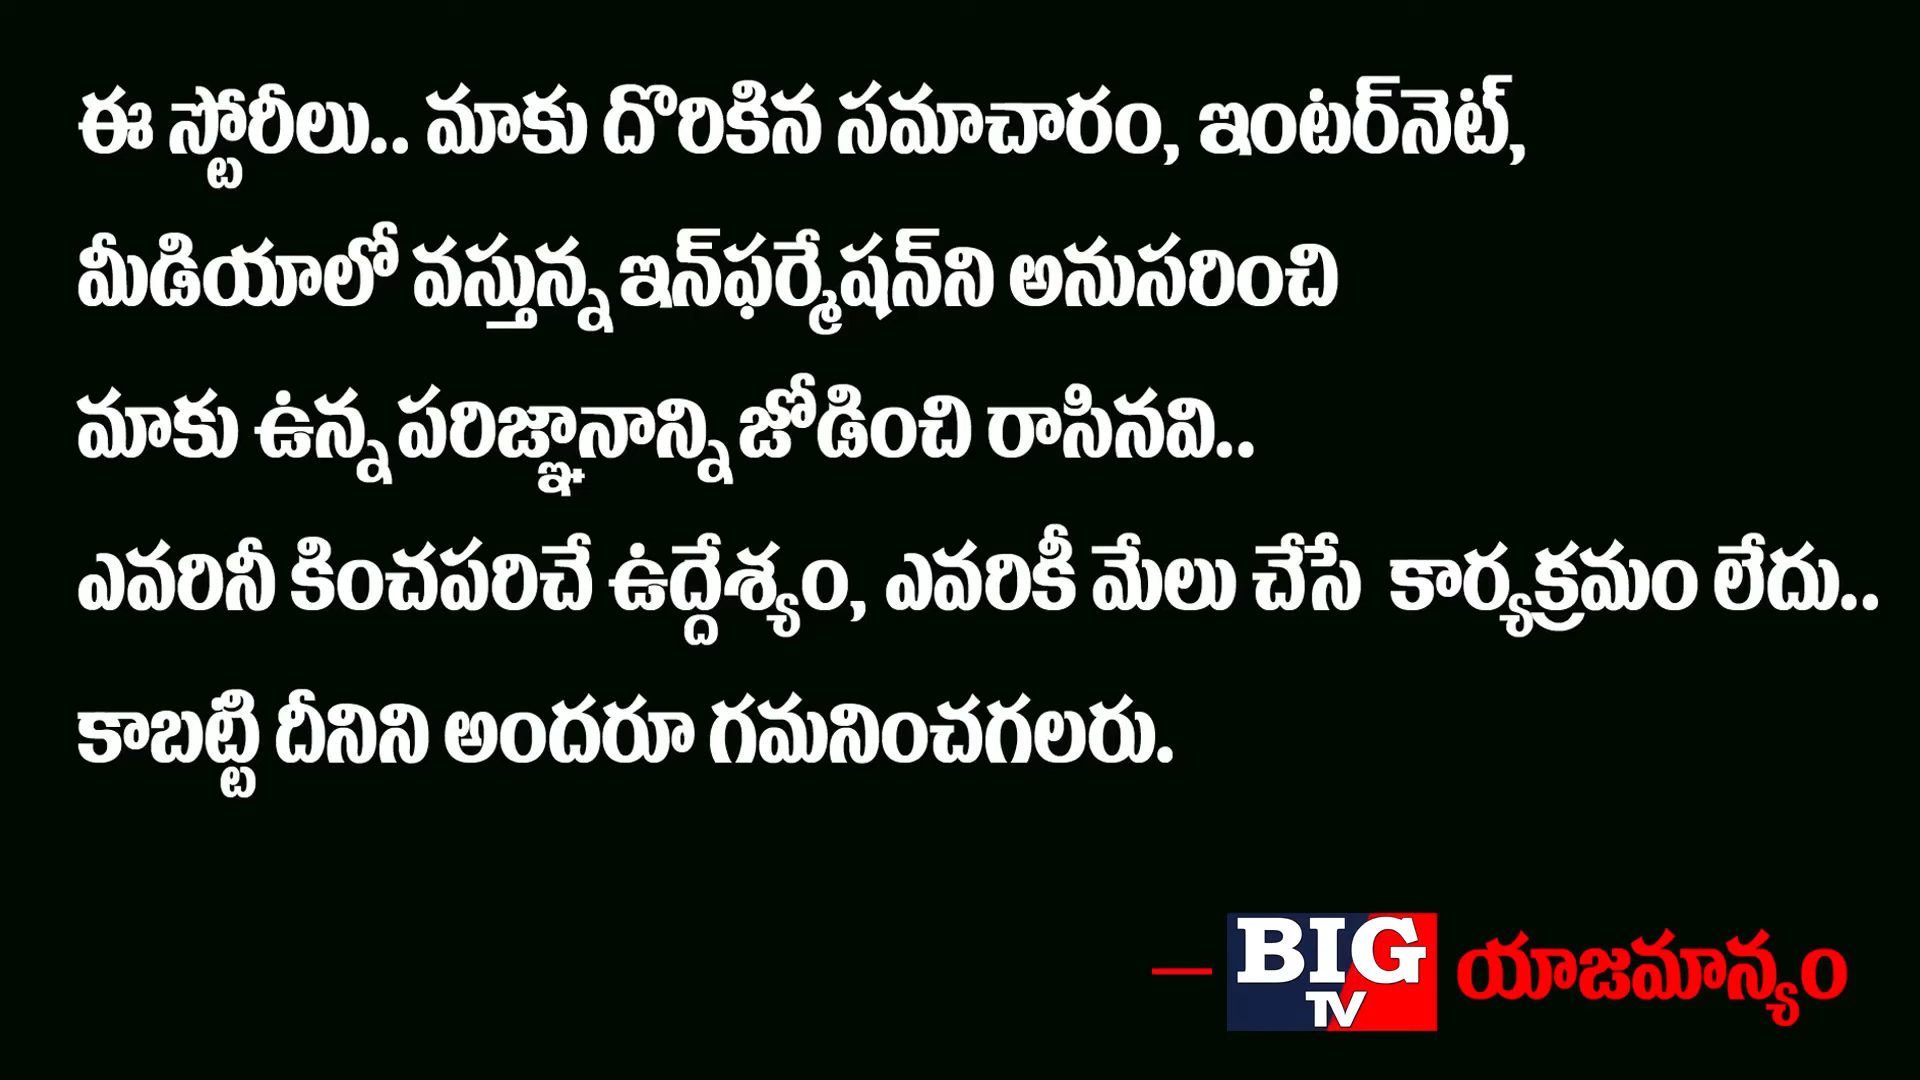 ఈ స్టోరీలు.. మాకు దొరికిన సమాచారం, ఇంటర్‌నెట్,
మీడియాలో వస్తున్న ఇన్‌ఫర్మేషన్‌ని అనుసరించి
మాకు ఉన్న పరిజ్ఞానాన్ని జోడించి రాసినవి..
ఎవరినీ కించపరిచే ఉద్దేశ్యం, ఎవరికీ మేలు చేసే కార్యక్రమం లేదు..
కాబట్టి దీనిని అందరూ గమనించగలరు.
— BIG TV యాజమాన్యం